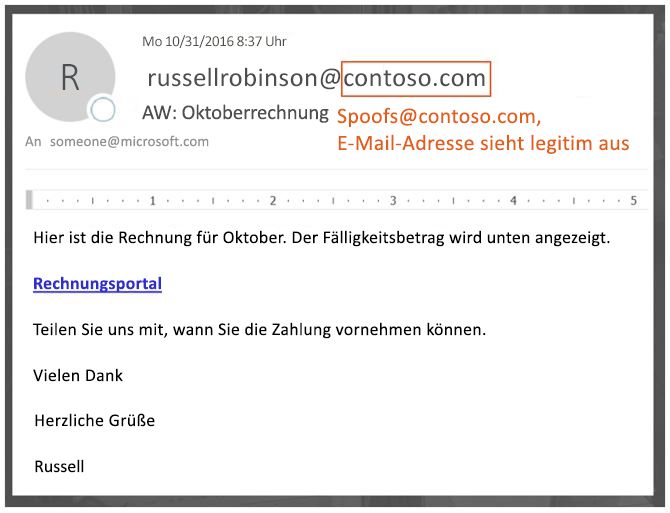 Mo 10/31/2016 8:37 Uhr
R
russellrobinson@contoso.com
AW: Oktoberrechnung
Spoofs@contoso.com,
E-Mail-Adresse sieht legitim aus
An someone@microsoft.com
1 2 3 4 5
Hier ist die Rechnung für Oktober. Der Fälligkeitsbetrag wird unten angezeigt.
Rechnungsportal
Teilen Sie uns mit, wann Sie die Zahlung vornehmen können.
Vielen Dank
Herzliche Grüße
Russell